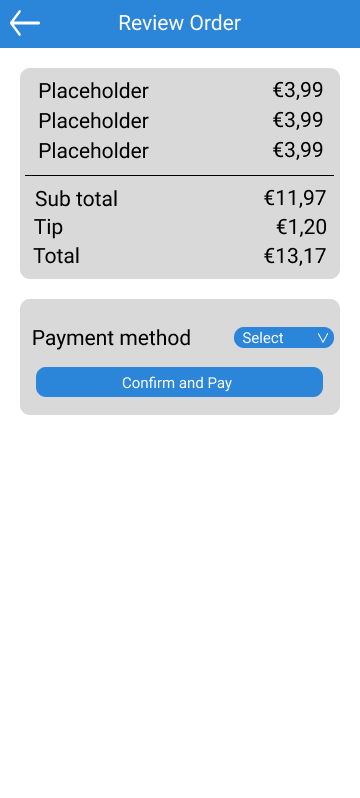 Review Order
Placeholder €3,99
Placeholder €3,99
Placeholder €3,99
Sub total €11,97
Tip €1,20
Total €13,17
Payment method Select
Confirm and Pay